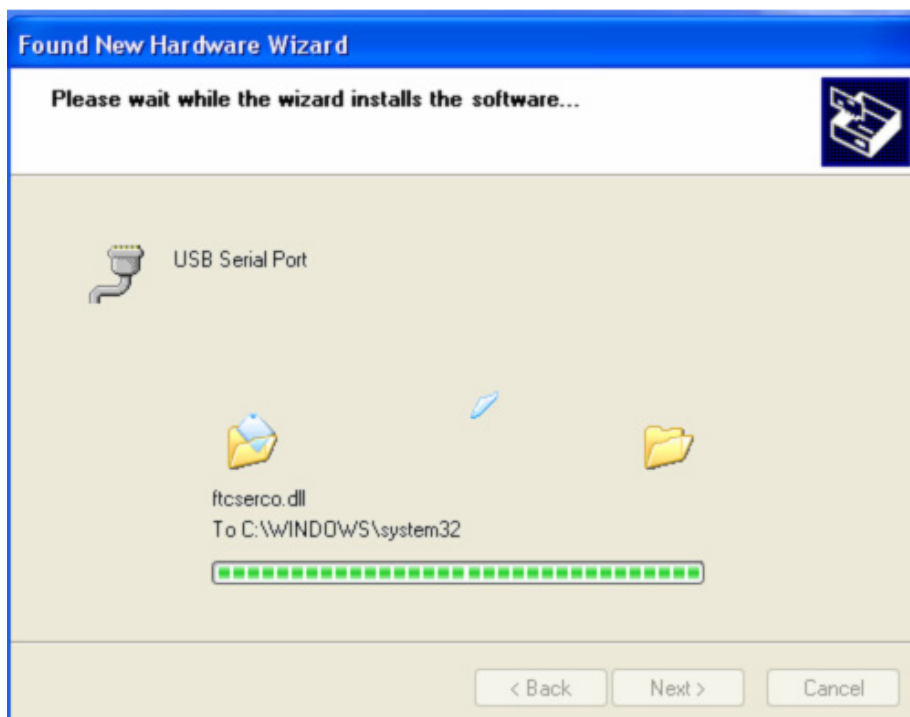 Found New Hardware Wizard
Please wait while the wizard installs the software...
USB Serial Port
ftcserco.dll
To C:\WINDOWS\system32
< Back
Next >
Cancel